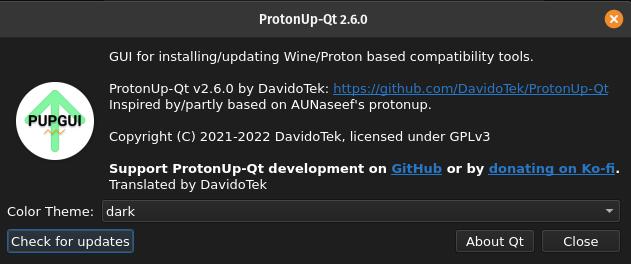 ProtonUp-Qt 2.6.0
GUI for installing/updating Wine/Proton based compatibility tools.
ProtonUp-Qt v2.6.0 by DavidoTek: https://github.com/DavidoTek/ProtonUp-Qt
Inspired by/partly based on AUNaseef's protonup.
Copyright (C) 2021-2022 DavidoTek, licensed under GPLv3
PUPGUI
Support ProtonUp-Qt development on GitHub or by donating on Ko-fi.
Translated by DavidoTek
Color Theme: dark
Check for updates About Qt Close